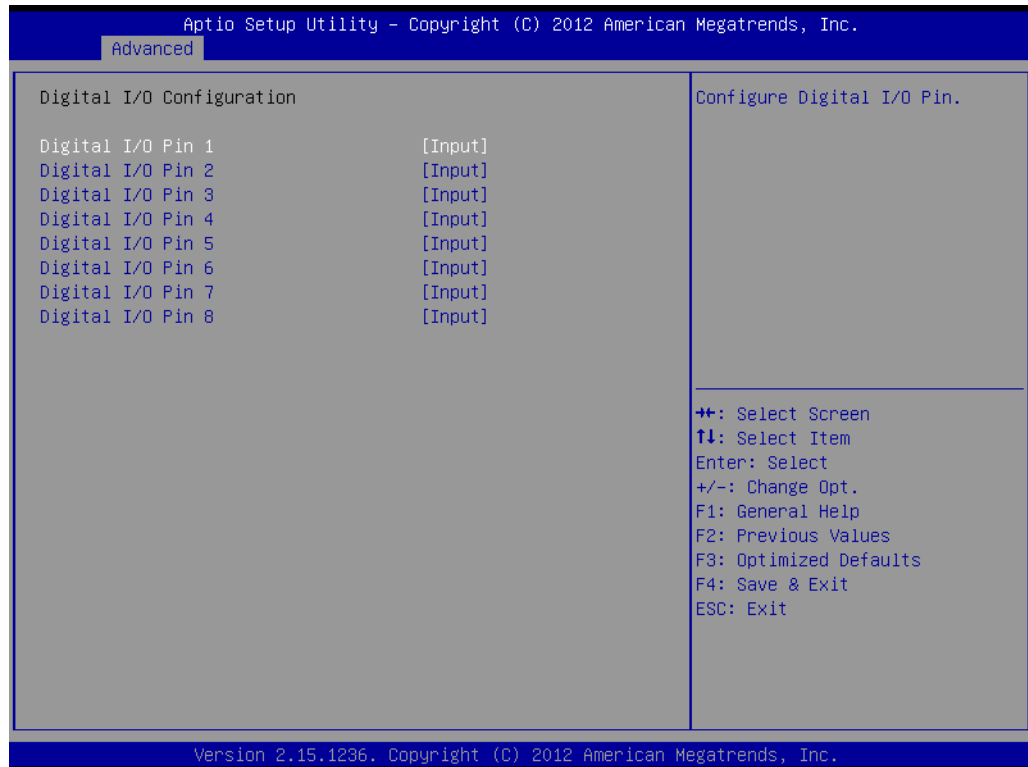 Aptio Setup Utility – Copyright (C) 2012 American Megatrends, Inc.
Advanced
Digital I/O Configuration
Digital I/O Pin 1 [Input]
Digital I/O Pin 2 [Input]
Digital I/O Pin 3 [Input]
Digital I/O Pin 4 [Input]
Digital I/O Pin 5 [Input]
Digital I/O Pin 6 [Input]
Digital I/O Pin 7 [Input]
Digital I/O Pin 8 [Input]
Configure Digital I/O Pin.
→←: Select Screen
↑↓: Select Item
Enter: Select
+/-: Change Opt.
F1: General Help
F2: Previous Values
F3: Optimized Defaults
F4: Save & Exit
ESC: Exit
Version 2.15.1236. Copyright (C) 2012 American Megatrends, Inc.